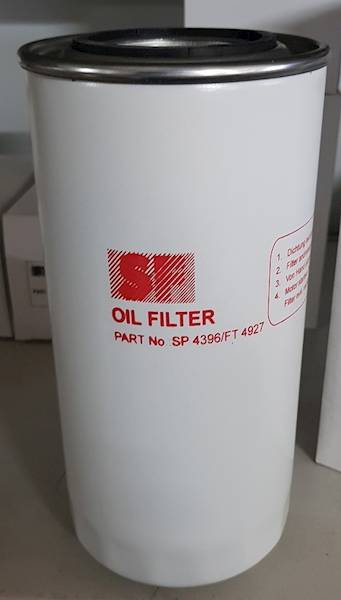 SF
OIL FILTER
PART No. SP 4396/FT 4927
1. Dichtung
2. Filter
3. Von Hand
4. Motor
Filter